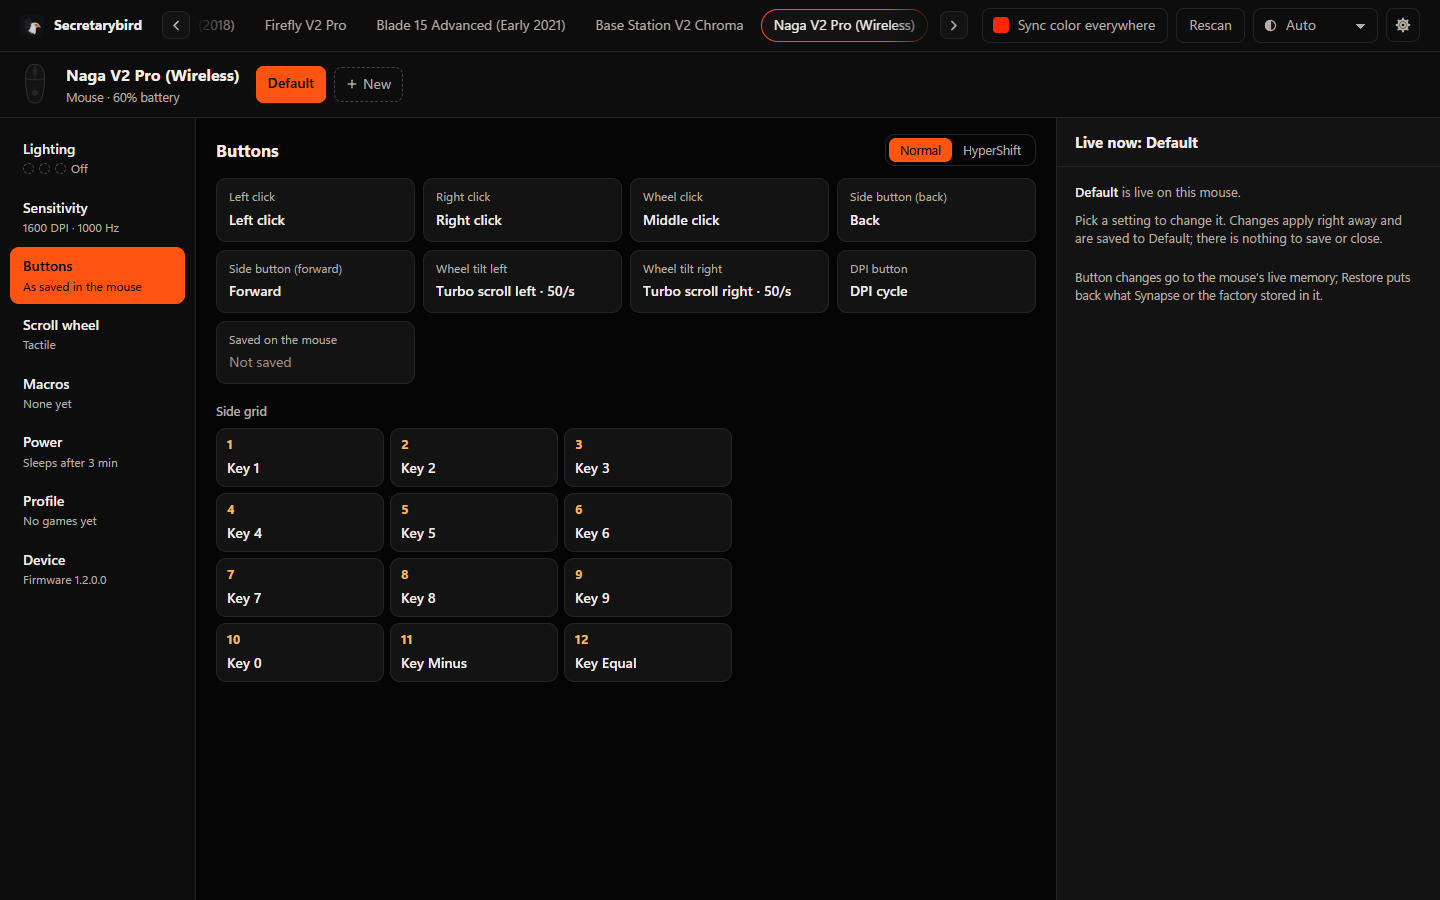 Secretarybird
(2018)
Firefly V2 Pro
Blade 15 Advanced (Early 2021)
Base Station V2 Chroma
Naga V2 Pro (Wireless)
Sync color everywhere
Rescan
Auto
Naga V2 Pro (Wireless)
Mouse · 60% battery
Default
+ New
Lighting
Off
Sensitivity
1600 DPI · 1000 Hz
Buttons
As saved in the mouse
Scroll wheel
Tactile
Macros
None yet
Power
Sleeps after 3 min
Profile
No games yet
Device
Firmware 1.2.0.0
Buttons
Normal
HyperShift
Left click
Left click
Right click
Right click
Wheel click
Middle click
Side button (back)
Back
Side button (forward)
Forward
Wheel tilt left
Turbo scroll left · 50/s
Wheel tilt right
Turbo scroll right · 50/s
DPI button
DPI cycle
Saved on the mouse
Not saved
Side grid
1
Key 1
2
Key 2
3
Key 3
4
Key 4
5
Key 5
6
Key 6
7
Key 7
8
Key 8
9
Key 9
10
Key 0
11
Key Minus
12
Key Equal
Live now: Default
Default is live on this mouse.
Pick a setting to change it. Changes apply right away and
are saved to Default; there is nothing to save or close.
Button changes go to the mouse's live memory; Restore puts
back what Synapse or the factory stored in it.